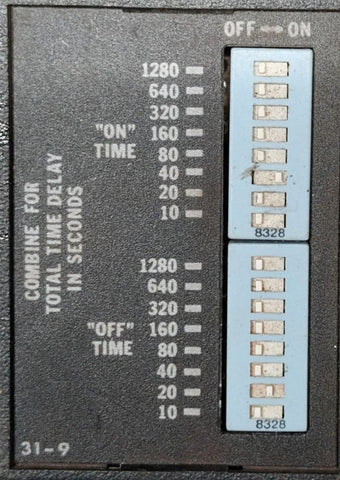 OFF ↔ ON
1280
640
320
"ON" 160
TIME 80
40
20
10
8328
COMBINE FOR
TOTAL TIME DELAY
IN SECONDS
1280
640
320
"OFF" 160
TIME 80
40
20
10
8328
31-9